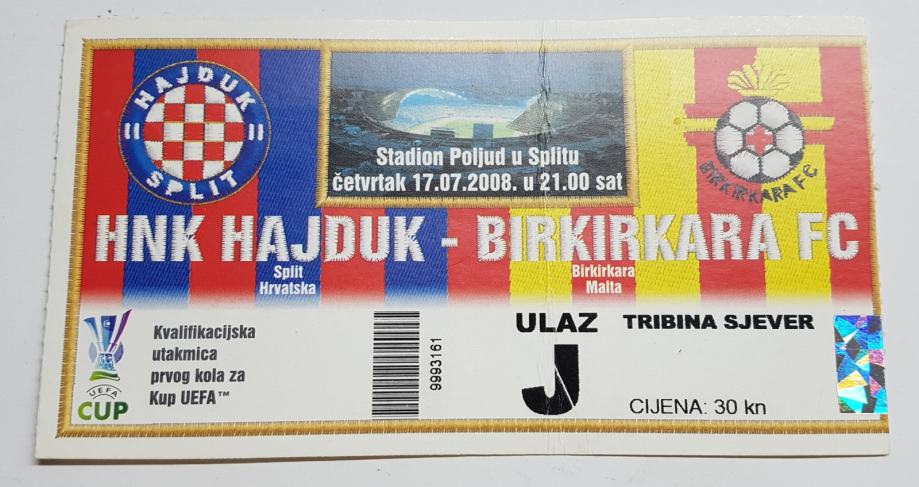 HAJDUK
SPLIT
Stadion Poljud u Splitu
četvrtak 17.07.2008. u 21.00 sat
BIRKIRKARA FC
HNK HAJDUK - BIRKIRKARA FC
Split
Hrvatska
Birkirkara
Malta
UEFA
CUP
Kvalifikacijska
utakmica
prvog kola za
Kup UEFA™
9993161
ULAZ
J
TRIBINA SJEVER
CIJENA: 30 kn